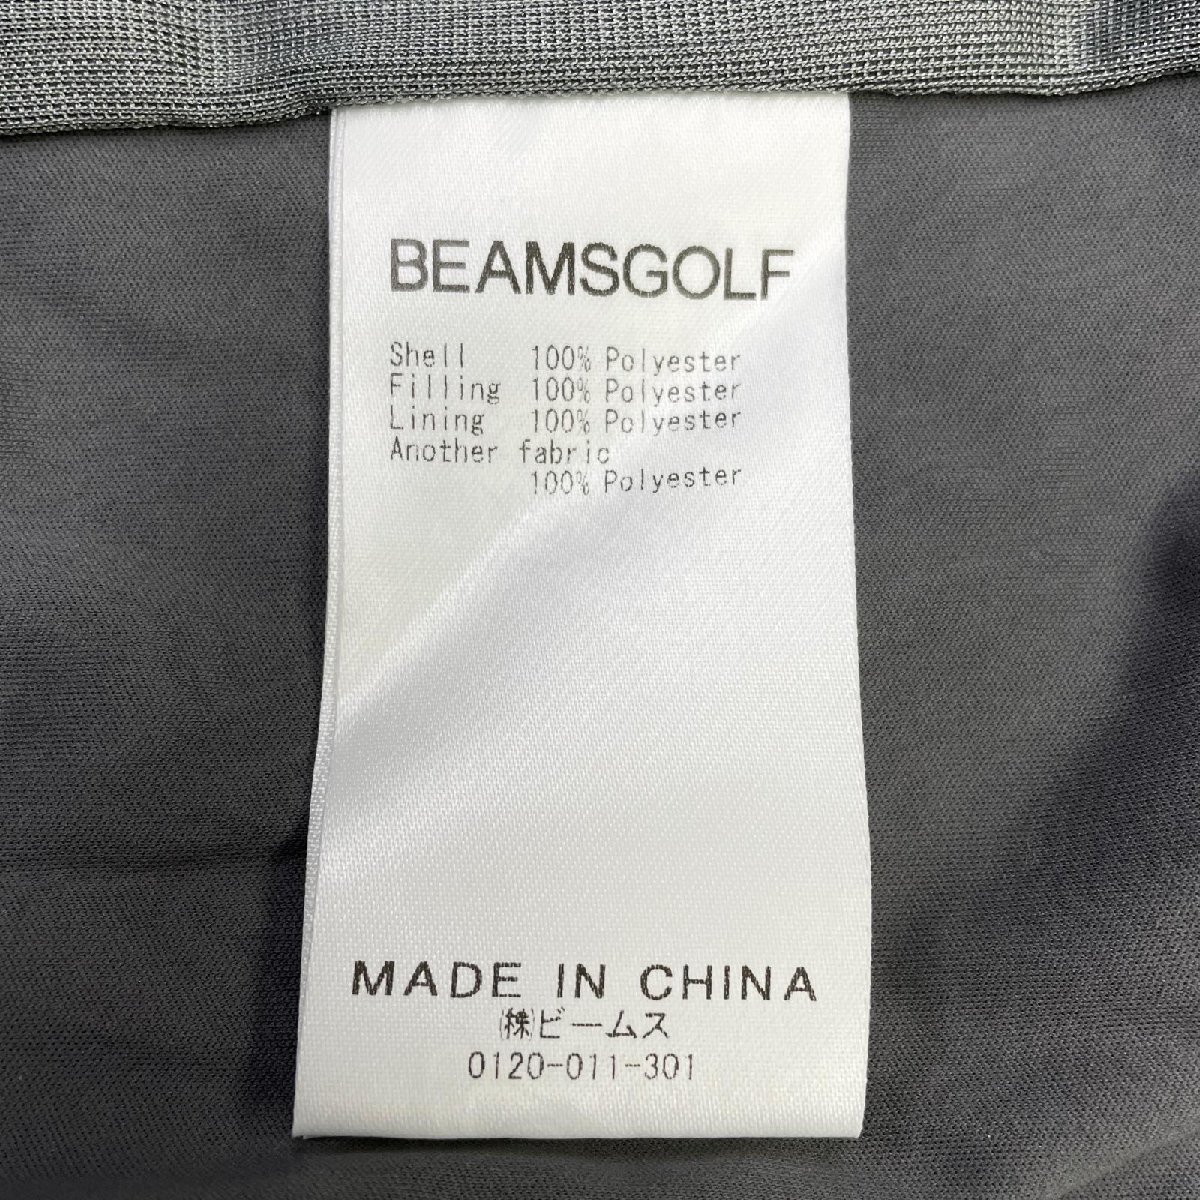 BEAMSGOLF
Shell 100% Polyester
Filling 100% Polyester
Lining 100% Polyester
Another fabric
100% Polyester
MADE IN CHINA
㈱ビームス
0120-011-301